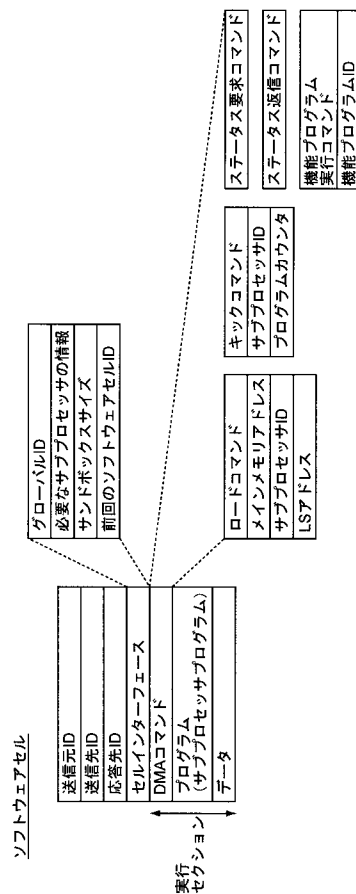 ソフトウェアセル
送信元ID
送信先ID
応答先ID
セルインターフェース
DMAコマンド
プログラム
(サブプロセッサプログラム)
データ
実行
セクション
グローバルID
必要なサブプロセッサの情報
サンドボックスサイズ
前回のソフトウェアセルID
ロードコマンド
メインメモリアドレス
サブプロセッサID
LSアドレス
キックコマンド
サブプロセッサID
プログラムカウンタ
ステータス要求コマンド
ステータス返信コマンド
機能プログラム
実行コマンド
機能プログラムID